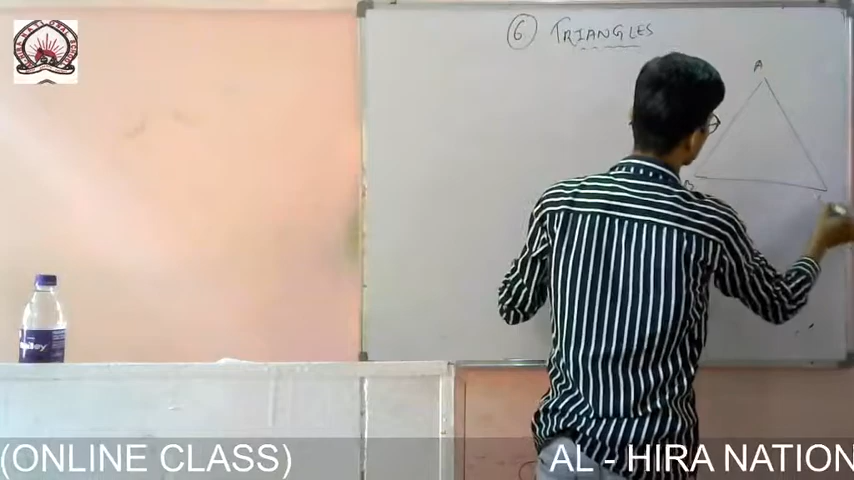 ⑥ TRIANGLES
A
B
(ONLINE CLASS) AL - HIRA NATION